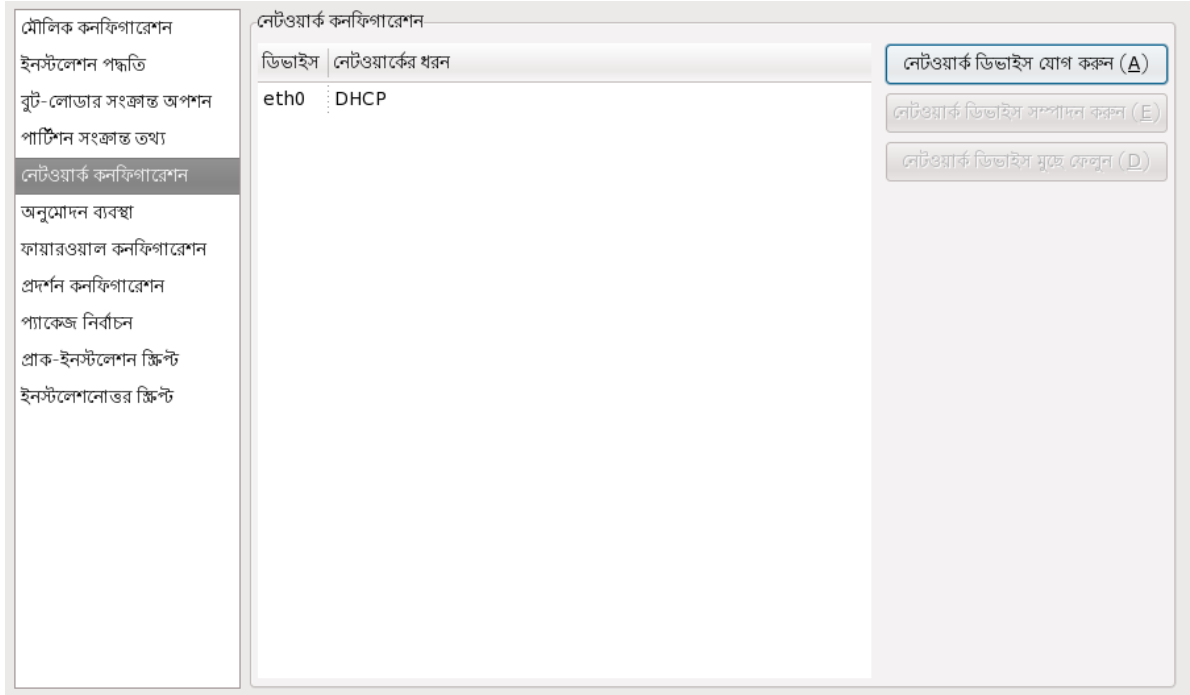 মৌলিক কনফিগারেশন
ইনস্টলেশন পদ্ধতি
বুট-লোডার সংক্রান্ত অপশন
পার্টিশন সংক্রান্ত তথ্য
নেটওয়ার্ক কনফিগারেশন
অনুমোদন ব্যবস্থা
ফায়ারওয়াল কনফিগারেশন
প্রদর্শন কনফিগারেশন
প্যাকেজ নির্বাচন
প্রাক-ইনস্টলেশন স্ক্রিপ্ট
ইনস্টলেশনোত্তর স্ক্রিপ্ট
নেটওয়ার্ক কনফিগারেশন
ডিভাইস নেটওয়ার্কের ধরন
eth0 DHCP
নেটওয়ার্ক ডিভাইস যোগ করুন (A)
নেটওয়ার্ক ডিভাইস সম্পাদন করুন (E)
নেটওয়ার্ক ডিভাইস মুছে ফেলুন (D)